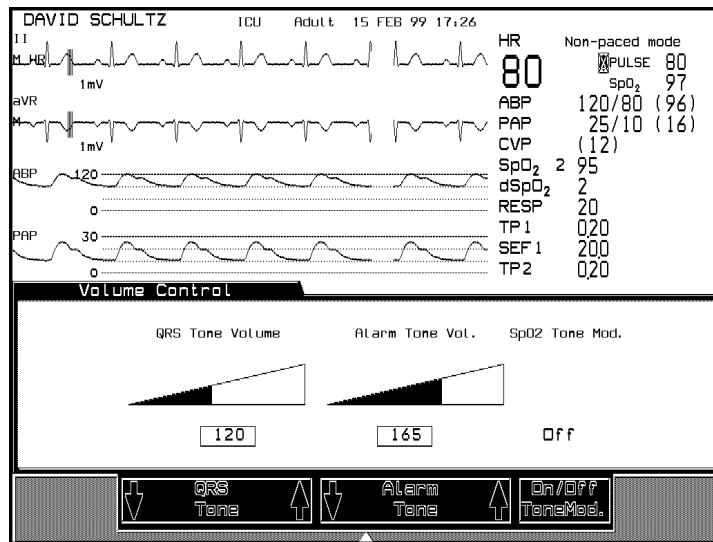 DAVID SCHULTZ ICU Adult 15 FEB 99 17:26
II
M HR
1mV
aVR
M
1mV
ABP 120
0
PAP 30
0
HR Non-paced mode
80 PULSE 80
SpO₂ 97
ABP 120/80 (96)
PAP 25/10 (16)
CVP (12)
SpO₂ 2 95
dSpO₂ 2
RESP 20
TP1 0.20
SEF1 20.0
TP2 0.20
Volume Control
QRS Tone Volume Alarm Tone Vol. SpO2 Tone Mod.
120 165 Off
QRS Tone
Alarm Tone
On/Off ToneMod.